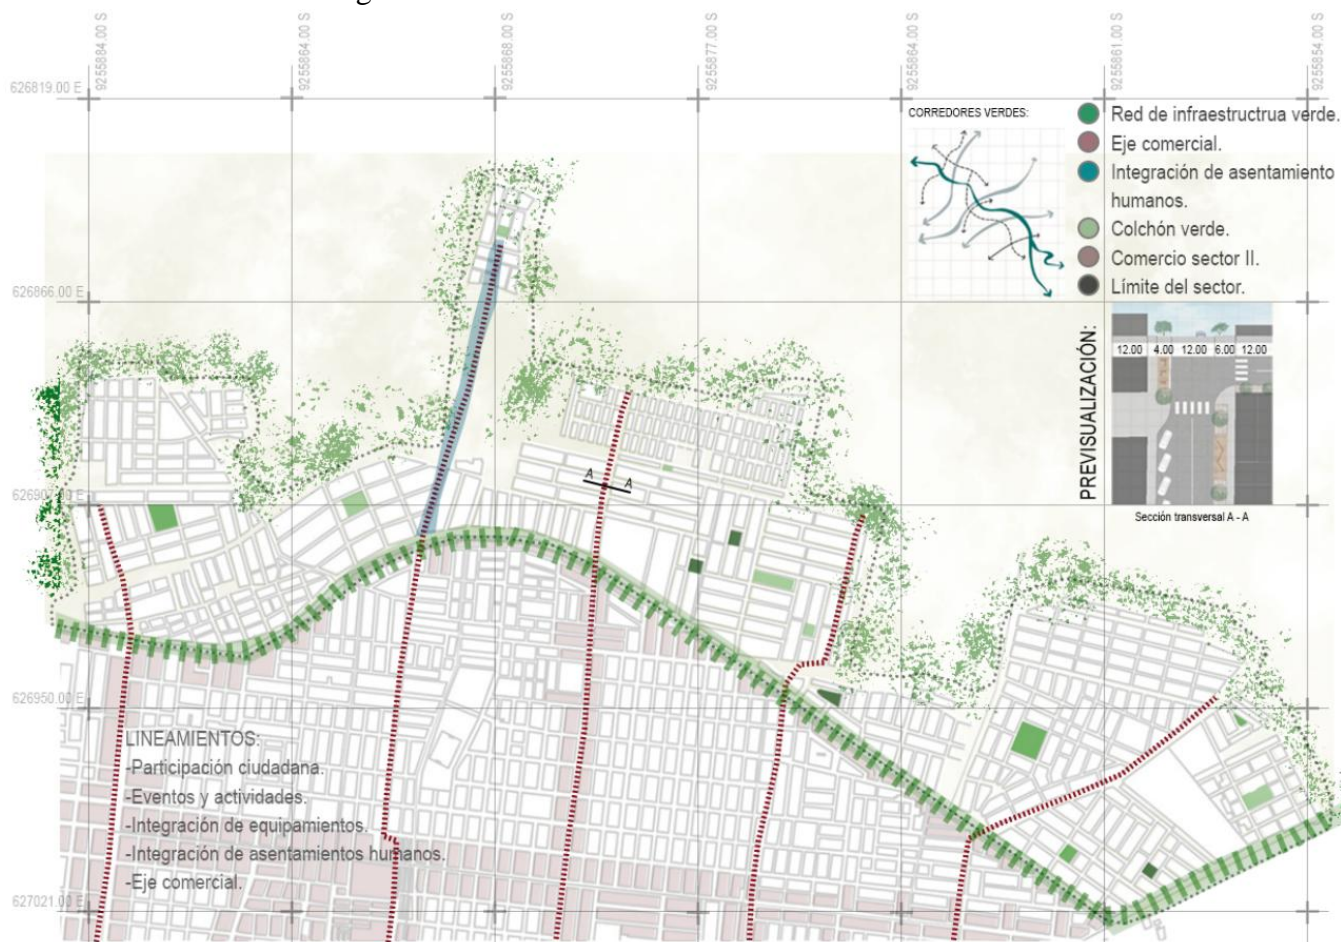 9255884.00 S
9255864.00 S
9255868.00 S
9255877.00 S
9255864.00 S
9255861.00 S
9255854.00 S
626819.00 E
CORREDORES VERDES:
Red de infraestructrua verde.
Eje comercial.
Integración de asentamiento
humanos.
Colchón verde.
Comercio sector II.
Límite del sector.
626866.00 E
PREVISUALIZACIÓN:
12.00 4.00 12.00 6.00 12.00
Sección transversal A - A
A A
626950.00 E
LINEAMIENTOS:
-Participación ciudadana.
-Eventos y actividades.
-Integración de equipamientos.
-Integración de asentamientos humanos.
-Eje comercial.
627021.00 E